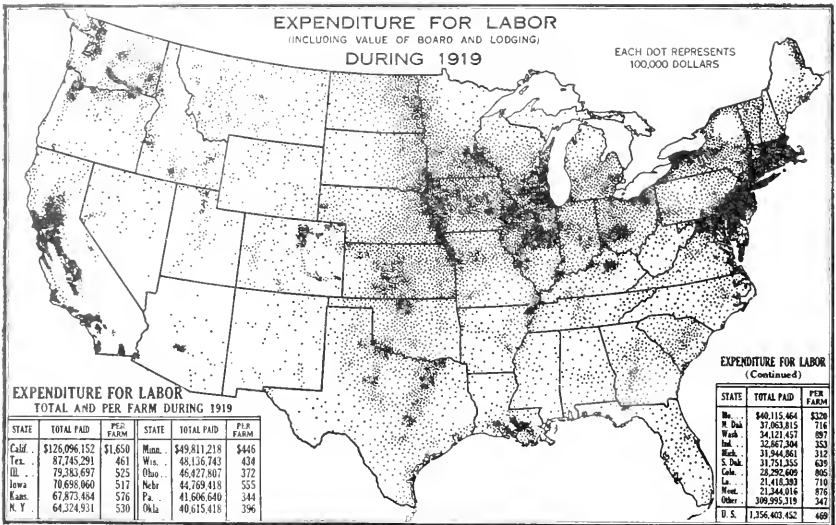 EXPENDITURE FOR LABOR
(INCLUDING VALUE OF BOARD AND LODGING)
DURING 1919
EACH DOT REPRESENTS
100,000 DOLLARS
EXPENDITURE FOR LABOR
TOTAL AND PER FARM DURING 1919
STATE TOTAL PAID PER FARM STATE TOTAL PAID PER FARM
Calif. $126,096,152 $1,650 Minn. $49,811,218 $446
Tex. 87,745,291 461 Wis. 48,136,743 434
Ill. 79,383,697 525 Ohio 46,427,807 372
Iowa 70,698,060 517 Nebr 44,769,418 555
Kans. 67,873,484 576 Pa. 41,606,640 344
N. Y 64,324,931 530 Okla 40,615,418 396
EXPENDITURE FOR LABOR
(Continued)
STATE TOTAL PAID PER FARM
Mo. $40,115,464 $320
N. Dak 37,063,815 716
Wash 34,121,457 897
Ind. 32,867,304 353
Mich. 31,944,861 312
S. Dak. 31,751,355 639
Colo. 28,292,609 805
La. 21,418,393 710
Mont. 21,344,016 876
Other 309,995,319 347
U. S. 1,356,403,452 469